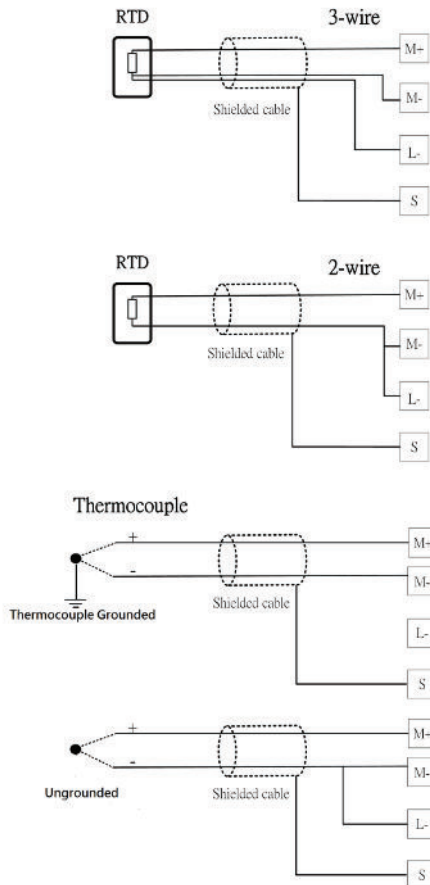 RTD 3-wire
M+
M-
Shielded cable
L-
S
RTD 2-wire
M+
M-
Shielded cable
L-
S
Thermocouple
+ M+
- M-
Shielded cable
Thermocouple Grounded
L-
S
+ M+
- M-
Ungrounded
Shielded cable
L-
S